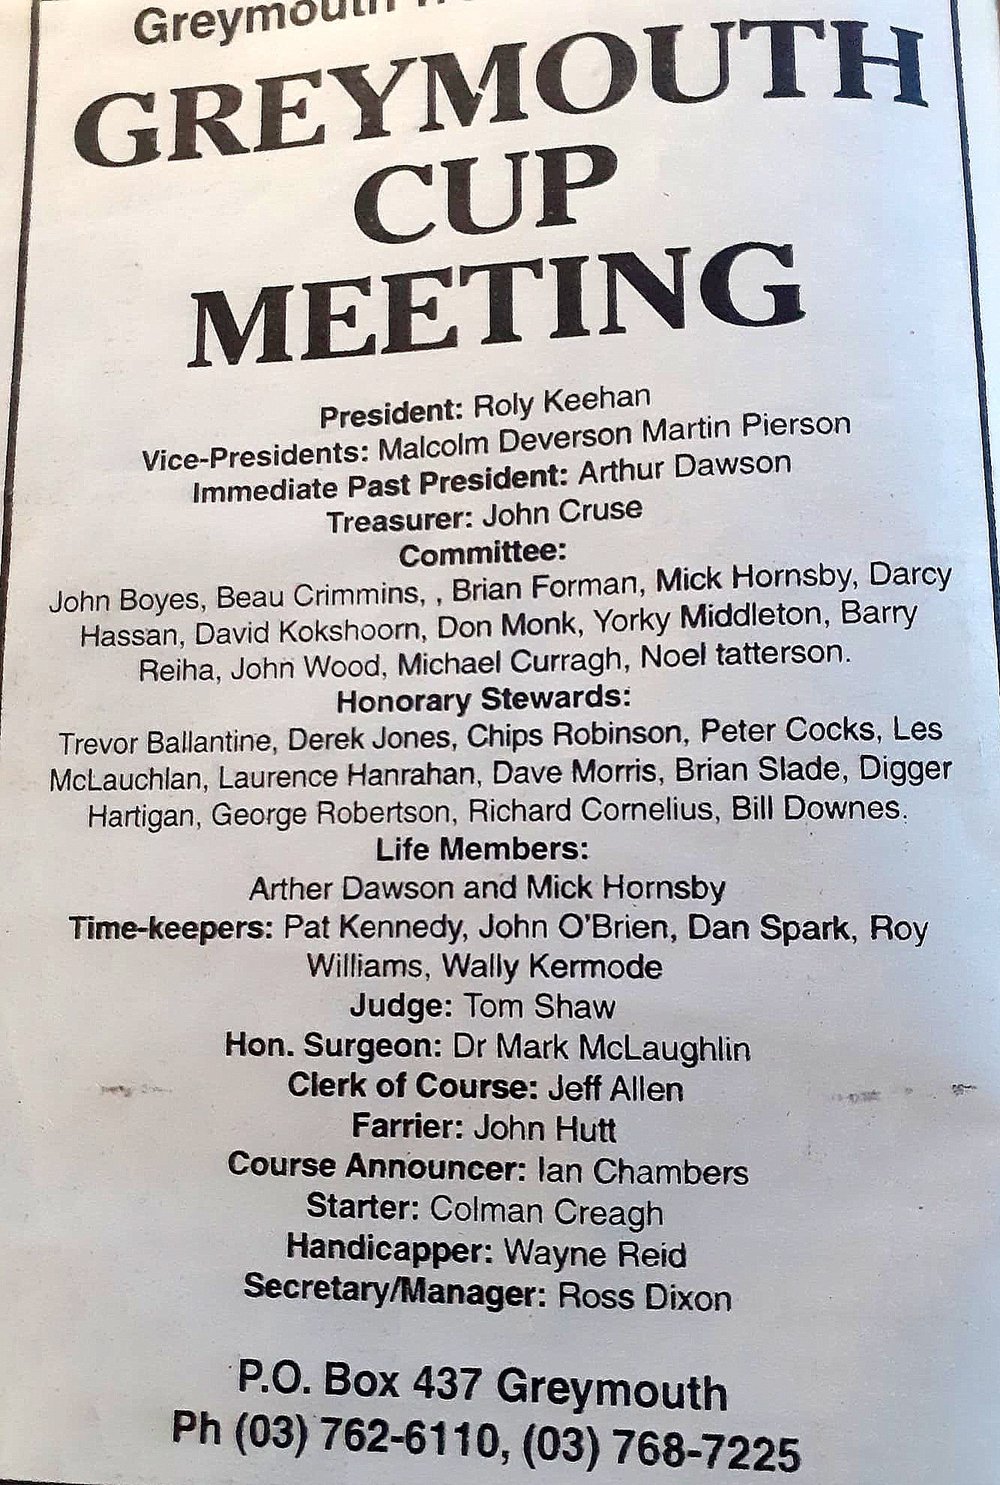 Greymouth
GREYMOUTH
CUP
MEETING
President: Roly Keehan
Vice-Presidents: Malcolm Deverson Martin Pierson
Immediate Past President: Arthur Dawson
Treasurer: John Cruse
Committee:
John Boyes, Beau Crimmins, , Brian Forman, Mick Hornsby, Darcy
Hassan, David Kokshoorn, Don Monk, Yorky Middleton, Barry
Reiha, John Wood, Michael Curragh, Noel tatterson.
Honorary Stewards:
Trevor Ballantine, Derek Jones, Chips Robinson, Peter Cocks, Les
McLauchlan, Laurence Hanrahan, Dave Morris, Brian Slade, Digger
Hartigan, George Robertson, Richard Cornelius, Bill Downes.
Life Members:
Arther Dawson and Mick Hornsby
Time-keepers: Pat Kennedy, John O'Brien, Dan Spark, Roy
Williams, Wally Kermode
Judge: Tom Shaw
Hon. Surgeon: Dr Mark McLaughlin
Clerk of Course: Jeff Allen
Farrier: John Hutt
Course Announcer: Ian Chambers
Starter: Colman Creagh
Handicapper: Wayne Reid
Secretary/Manager: Ross Dixon
P.O. Box 437 Greymouth
Ph (03) 762-6110, (03) 768-7225